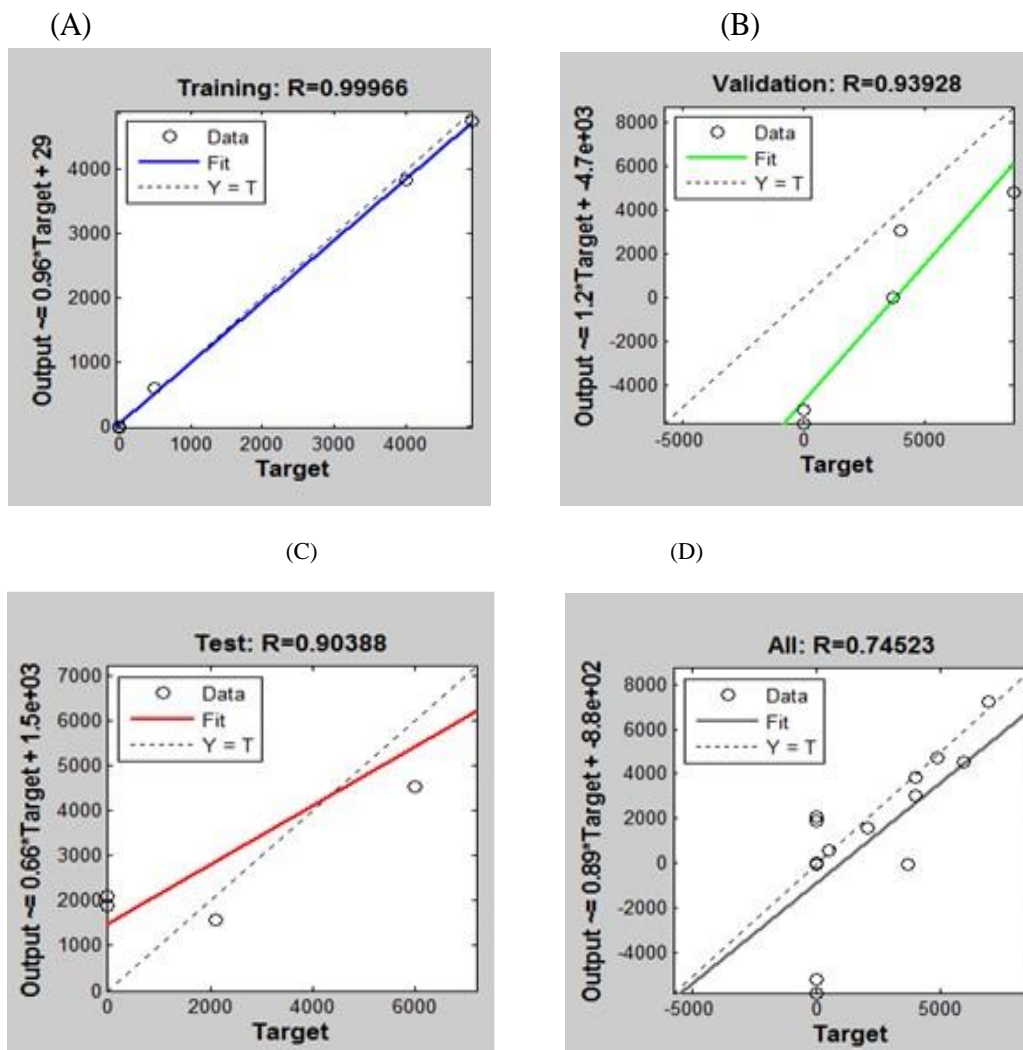 (A)
Training: R=0.99966
Output ~= 0.96*Target + 29
Data
Fit
Y = T
4000
3000
2000
1000
0
0 1000 2000 3000 4000
Target
(B)
Validation: R=0.93928
Output ~= 1.2*Target + -4.7e+03
Data
Fit
Y = T
8000
6000
4000
2000
0
-2000
-4000
-5000 0 5000
Target
(C)
Test: R=0.90388
Output ~= 0.66*Target + 1.5e+03
Data
Fit
Y = T
7000
6000
5000
4000
3000
2000
1000
0
0 2000 4000 6000
Target
(D)
All: R=0.74523
Output ~= 0.89*Target + -8.8e+02
Data
Fit
Y = T
8000
6000
4000
2000
0
-2000
-4000
-5000 0 5000
Target